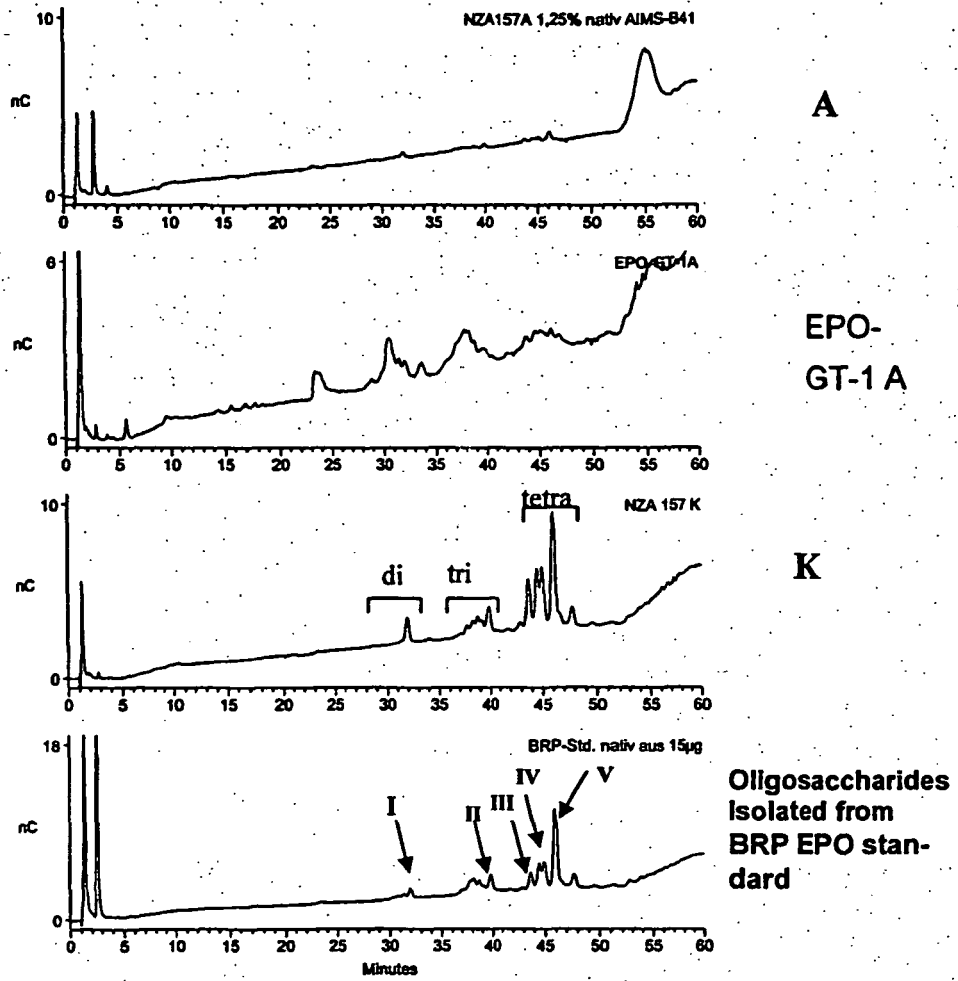 NZA157A 1,25% nativ AIMS-B41
10
nC
0
0 5 10 15 20 25 30 35 40 45 50 55 60
A
EPO-GT-1A
6
nC
0
0 5 10 15 20 25 30 35 40 45 50 55 60
EPO-
GT-1 A
tetra
NZA 157 K
10
di tri
nC
0
0 5 10 15 20 25 30 35 40 45 50 55 60
K
BRP-Std. nativ aus 15µg
18
I II III IV V
nC
0
0 5 10 15 20 25 30 35 40 45 50 55 60
Minutes
Oligosaccharides
Isolated from
BRP EPO stan-
dard